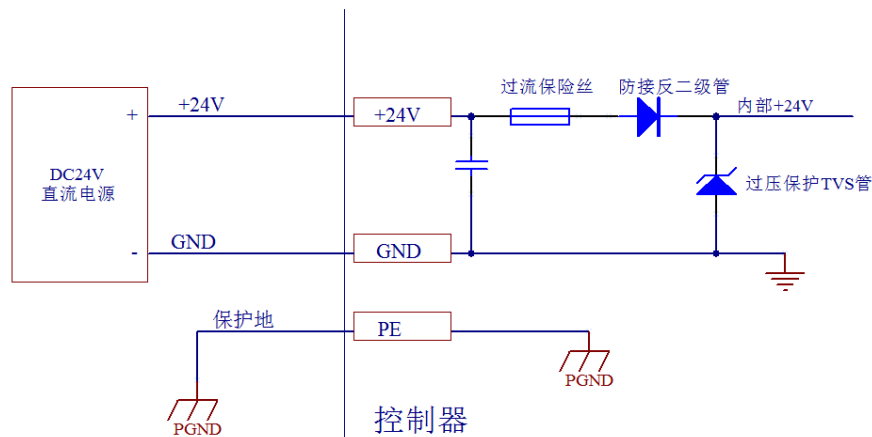 过流保险丝
防接反二级管
+
+24V
+24V
内部+24V
DC24V
直流电源
过压保护TVS管
-
GND
GND
保护地
PE
PGND
PGND
控制器